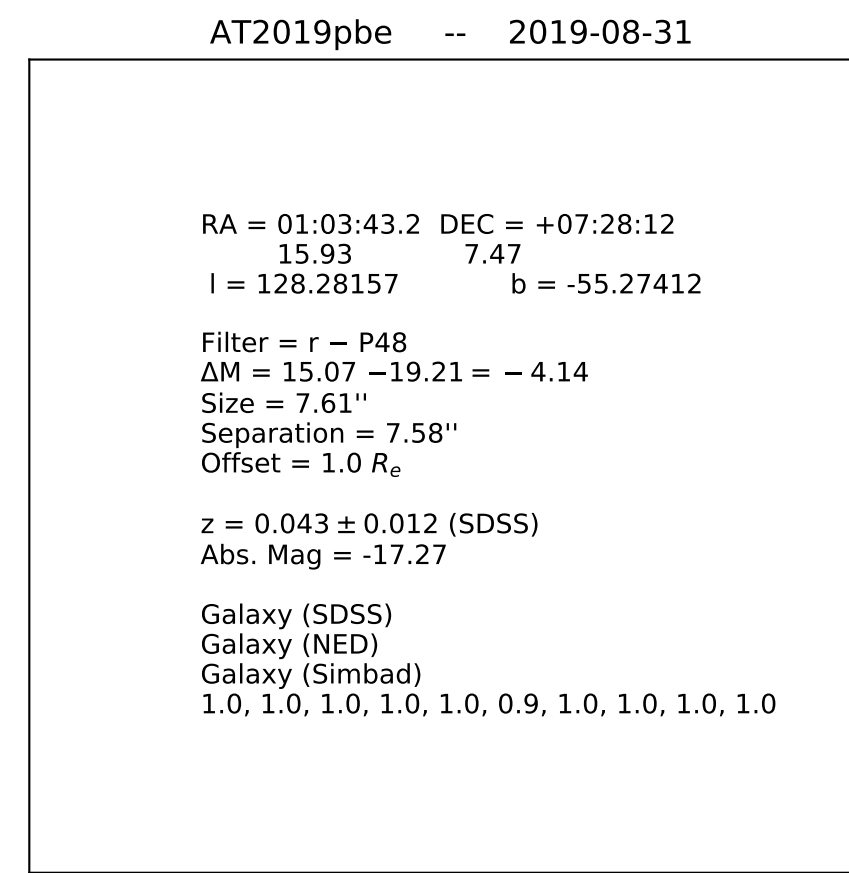 AT2019pbe -- 2019-08-31
RA = 01:03:43.2 DEC = +07:28:12
15.93 7.47
l = 128.28157 b = -55.27412
Filter = r − P48
ΔM = 15.07 −19.21 = − 4.14
Size = 7.61''
Separation = 7.58''
Offset = 1.0 Re
z = 0.043 ± 0.012 (SDSS)
Abs. Mag = -17.27
Galaxy (SDSS)
Galaxy (NED)
Galaxy (Simbad)
1.0, 1.0, 1.0, 1.0, 1.0, 0.9, 1.0, 1.0, 1.0, 1.0